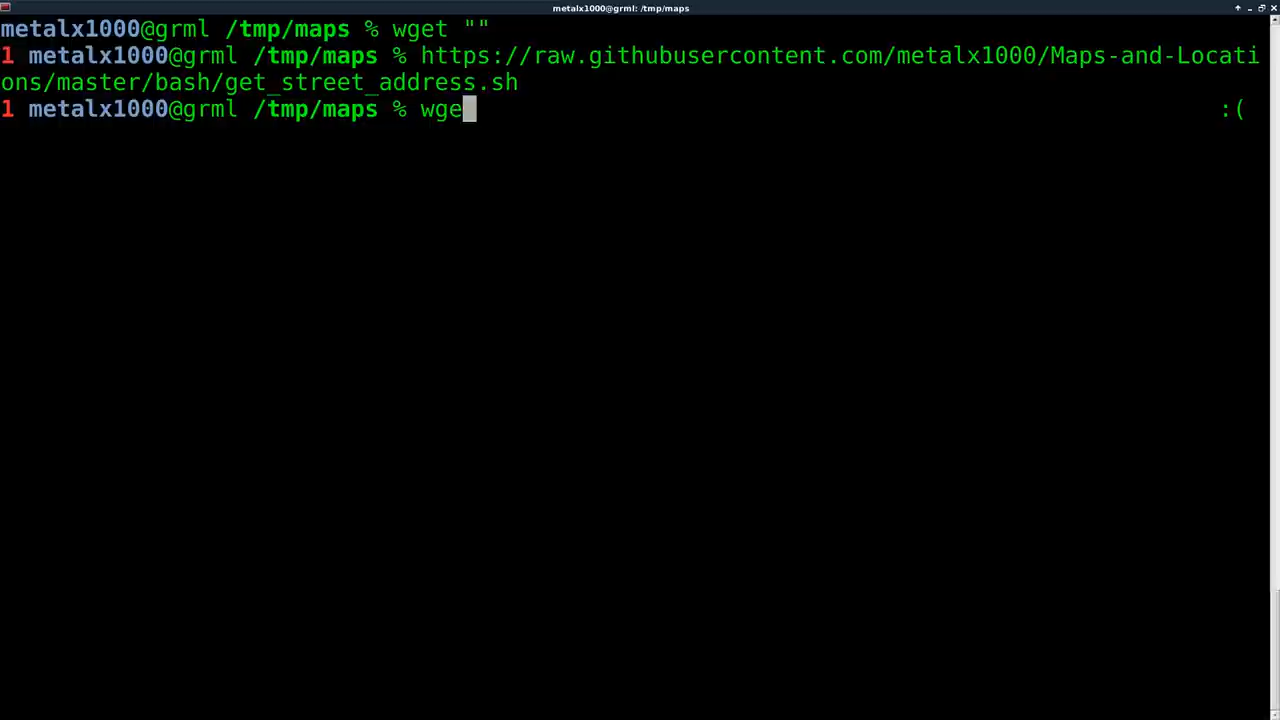 metalx1000@grml: /tmp/maps
metalx1000@grml /tmp/maps % wget ""
1 metalx1000@grml /tmp/maps % https://raw.githubusercontent.com/metalx1000/Maps-and-Locati
ons/master/bash/get_street_address.sh
1 metalx1000@grml /tmp/maps % wge :(